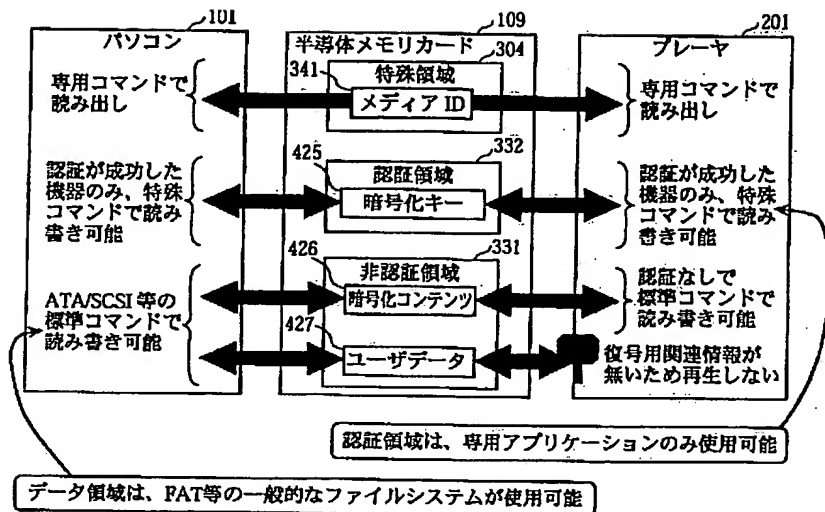 101
パソコン
専用コマンドで
読み出し
認証が成功した
機器のみ、特殊
コマンドで読み
書き可能
ATA/SCSI等の
標準コマンドで
読み書き可能
109
半導体メモリカード
304
特殊領域
341
メディアID
332
認証領域
425
暗号化キー
331
非認証領域
426
暗号化コンテンツ
427
ユーザデータ
201
プレーヤ
専用コマンドで
読み出し
認証が成功した
機器のみ、特殊
コマンドで読み
書き可能
認証なしで
標準コマンドで
読み書き可能
復号用関連情報が
無いため再生しない
認証領域は、専用アプリケーションのみ使用可能
データ領域は、FAT等の一般的なファイルシステムが使用可能